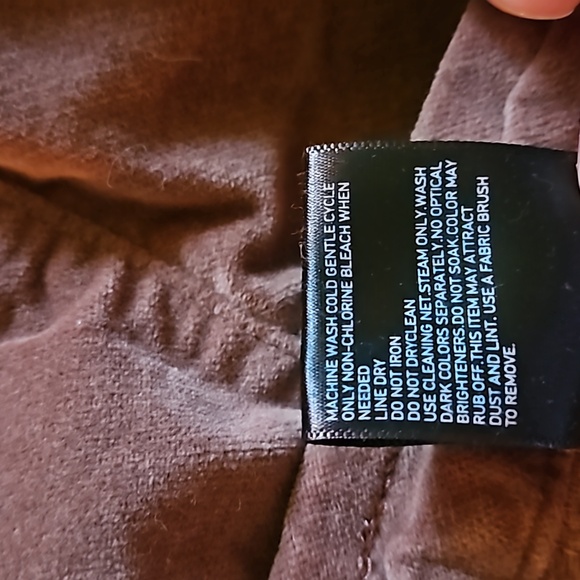 MACHINE WASH COLD GENTLE CYCLE
ONLY NON-CHLORINE BLEACH WHEN
NEEDED
LINE DRY
DO NOT IRON
DO NOT DRYCLEAN
USE CLEANING NET.STEAM ONLY.WASH
DARK COLORS SEPARATELY.NO OPTICAL
BRIGHTENERS.DO NOT SOAK.COLOR MAY
RUB OFF.THIS ITEM MAY ATTRACT
DUST AND LINT. USE A FABRIC BRUSH
TO REMOVE.